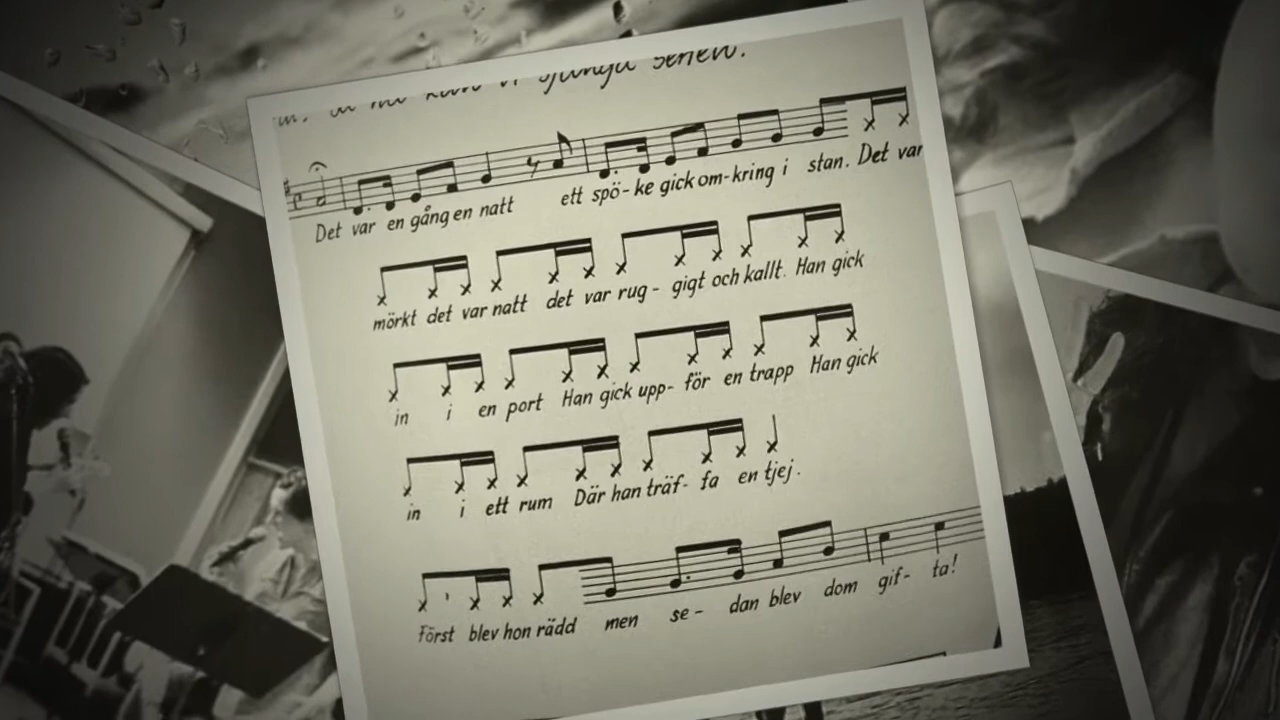 kan vi sjunga
Det var en gång en natt ett spö-ke gick om-kring i stan. Det var
mörkt det var natt det var rug- gigt och kallt. Han gick
in i en port Han gick upp- för en trapp Han gick
in i ett rum Där han träf- fa en tjej.
Först blev hon rädd men se- dan blev dom gif- ta!